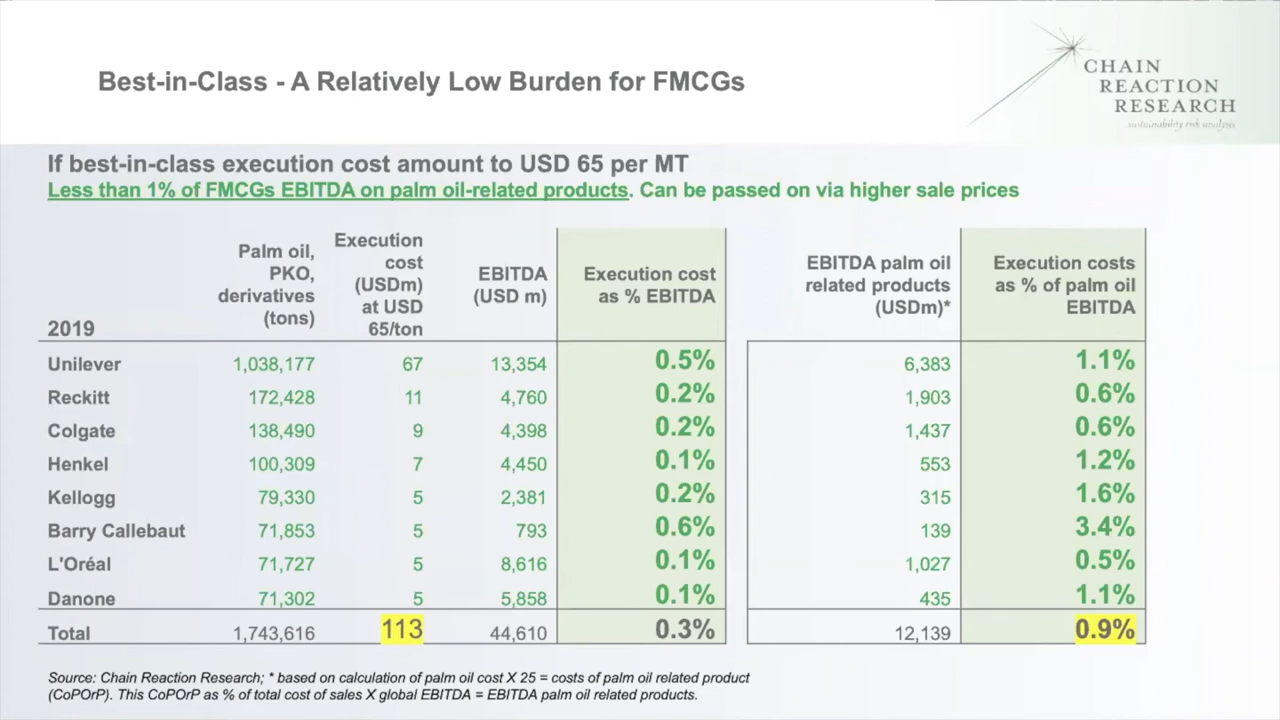 Best-in-Class - A Relatively Low Burden for FMCGs
CHAIN
REACTION
RESEARCH
sustainability risk analysis
If best-in-class execution cost amount to USD 65 per MT
Less than 1% of FMCGs EBITDA on palm oil-related products. Can be passed on via higher sale prices
2019 Palm oil, PKO, derivatives (tons) Execution cost (USDm) at USD 65/ton EBITDA (USD m) Execution cost as % EBITDA EBITDA palm oil related products (USDm)* Execution costs as % of palm oil EBITDA
Unilever 1,038,177 67 13,354 0.5% 6,383 1.1%
Reckitt 172,428 11 4,760 0.2% 1,903 0.6%
Colgate 138,490 9 4,398 0.2% 1,437 0.6%
Henkel 100,309 7 4,450 0.1% 553 1.2%
Kellogg 79,330 5 2,381 0.2% 315 1.6%
Barry Callebaut 71,853 5 793 0.6% 139 3.4%
L'Oréal 71,727 5 8,616 0.1% 1,027 0.5%
Danone 71,302 5 5,858 0.1% 435 1.1%
Total 1,743,616 113 44,610 0.3% 12,139 0.9%
Source: Chain Reaction Research; * based on calculation of palm oil cost X 25 = costs of palm oil related product
(CoPOrP). This CoPOrP as % of total cost of sales X global EBITDA = EBITDA palm oil related products.